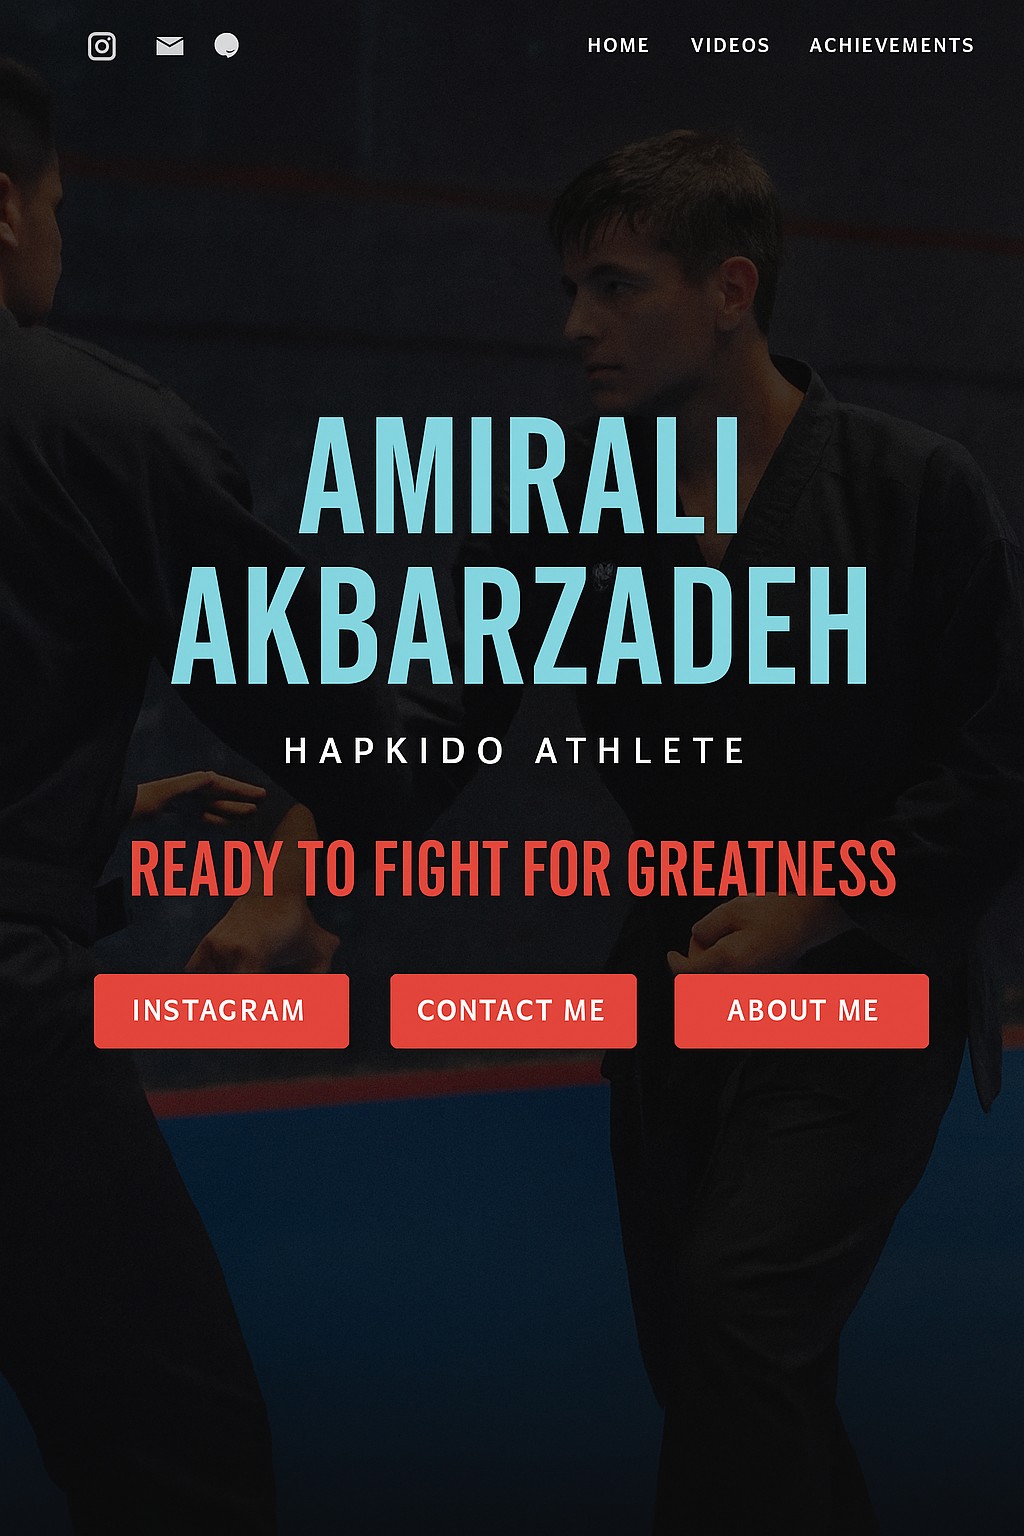 HOME VIDEOS ACHIEVEMENTS
AMIRALI
AKBARZADEH
HAPKIDO ATHLETE
READY TO FIGHT FOR GREATNESS
INSTAGRAM CONTACT ME ABOUT ME